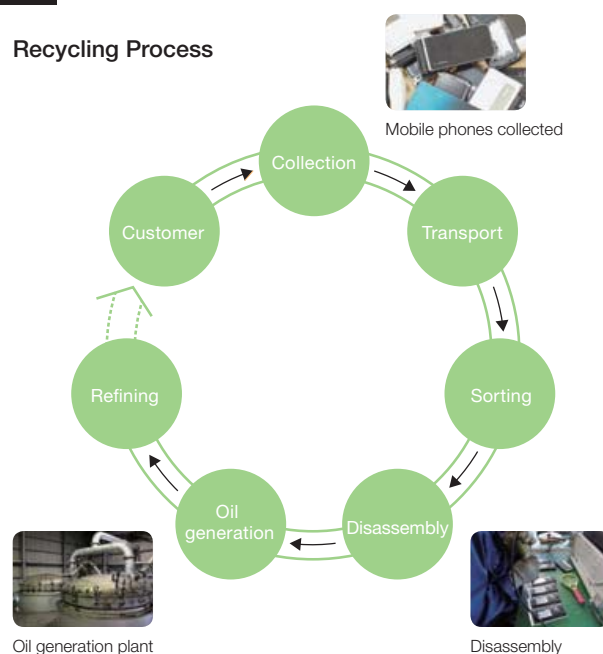 Recycling Process
Mobile phones collected
Collection
Customer
Transport
Refining
Sorting
Oil
generation
Disassembly
Oil generation plant
Disassembly